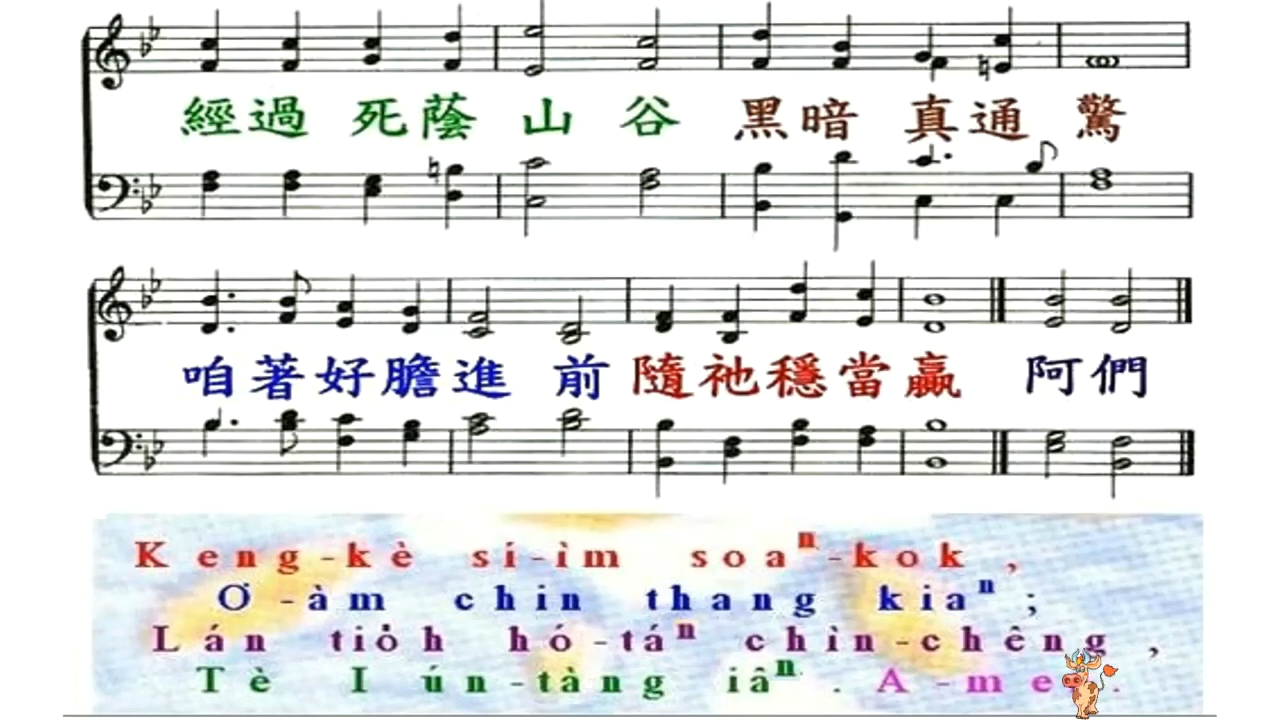 經過 死蔭 山 谷 黑暗 真通 驚
咱著好膽進 前 隨祂穩當贏 阿們
Keng-kè sí-ìm soaⁿ-kok ,
O͘-àm chin thang kiaⁿ ;
Lán tio̍h hó-táⁿ chìn-chêng ,
Tè I ún-tàng iâⁿ . A-me .